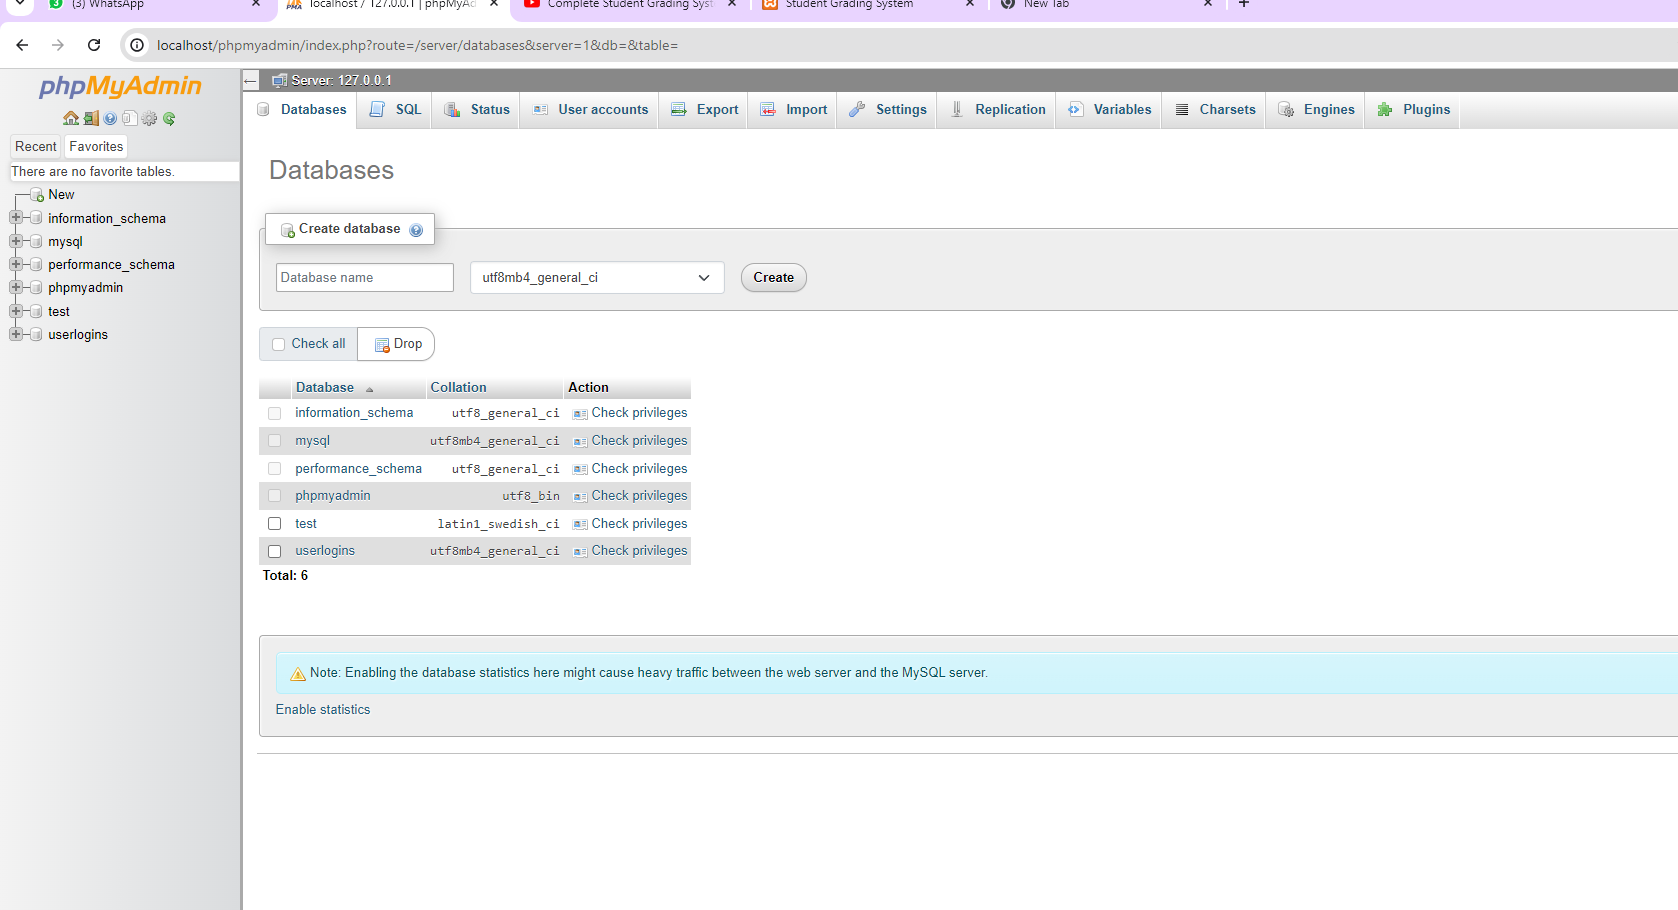 3 (3) WhatsApp
localhost / 127.0.0.1 | phpMyAd
Complete Student Grading Syst
Student Grading System
New Tab
localhost/phpmyadmin/index.php?route=/server/databases&server=1&db=&table=
phpMyAdmin
Recent Favorites
There are no favorite tables.
New
information_schema
mysql
performance_schema
phpmyadmin
test
userlogins
Server: 127.0.0.1
Databases SQL Status User accounts Export Import Settings Replication Variables Charsets Engines Plugins
Databases
Create database
Database name utf8mb4_general_ci Create
Check all Drop
Database Collation Action
information_schema utf8_general_ci Check privileges
mysql utf8mb4_general_ci Check privileges
performance_schema utf8_general_ci Check privileges
phpmyadmin utf8_bin Check privileges
test latin1_swedish_ci Check privileges
userlogins utf8mb4_general_ci Check privileges
Total: 6
Note: Enabling the database statistics here might cause heavy traffic between the web server and the MySQL server.
Enable statistics